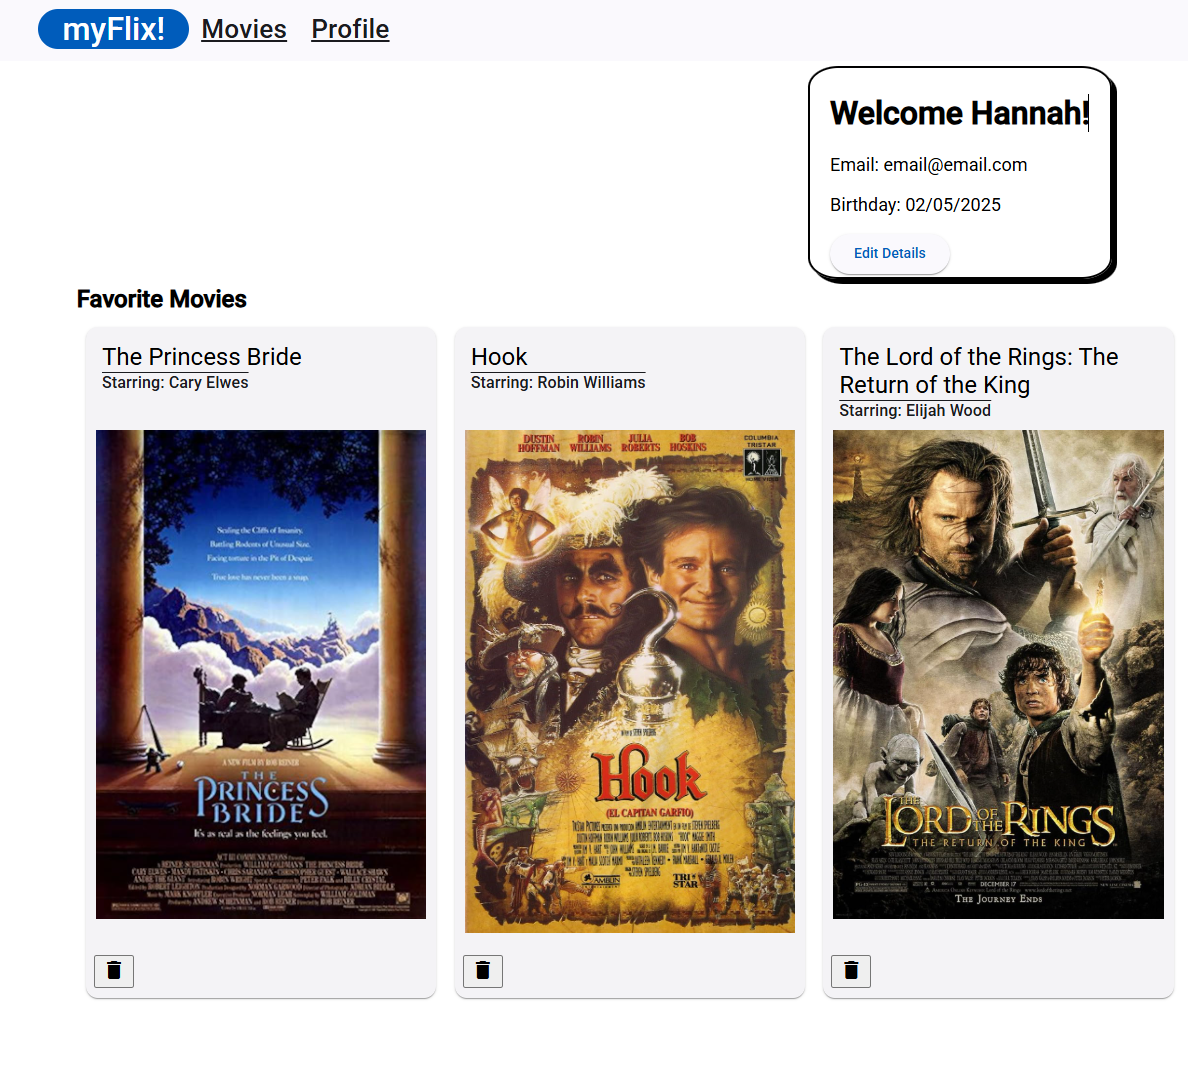 myFlix!
Movies
Profile
Welcome Hannah!
Email: email@email.com
Birthday: 02/05/2025
Edit Details
Favorite Movies
The Princess Bride
Starring: Cary Elwes
Scaling the Cliffs of Insanity,
Battling Rodents of Unusual Size,
Facing torture in the Pit of Despair.
True love has never been a snap.
A NEW FILM BY ROB REINER
THE
PRINCESS
BRIDE
It's as real as the feelings you feel.
Hook
Starring: Robin Williams
DUSTIN HOFFMAN
ROBIN WILLIAMS
JULIA ROBERTS
BOB HOSKINS
COLUMBIA
TRISTAR
HOME VIDEO
Hook
(EL CAPITAN GARFIO)
AMBLIN
TRI STAR
The Lord of the Rings: The
Return of the King
Starring: Elijah Wood
THE
LORD OF THE RINGS
THE RETURN OF THE KING
DECEMBER 17
THE JOURNEY ENDS